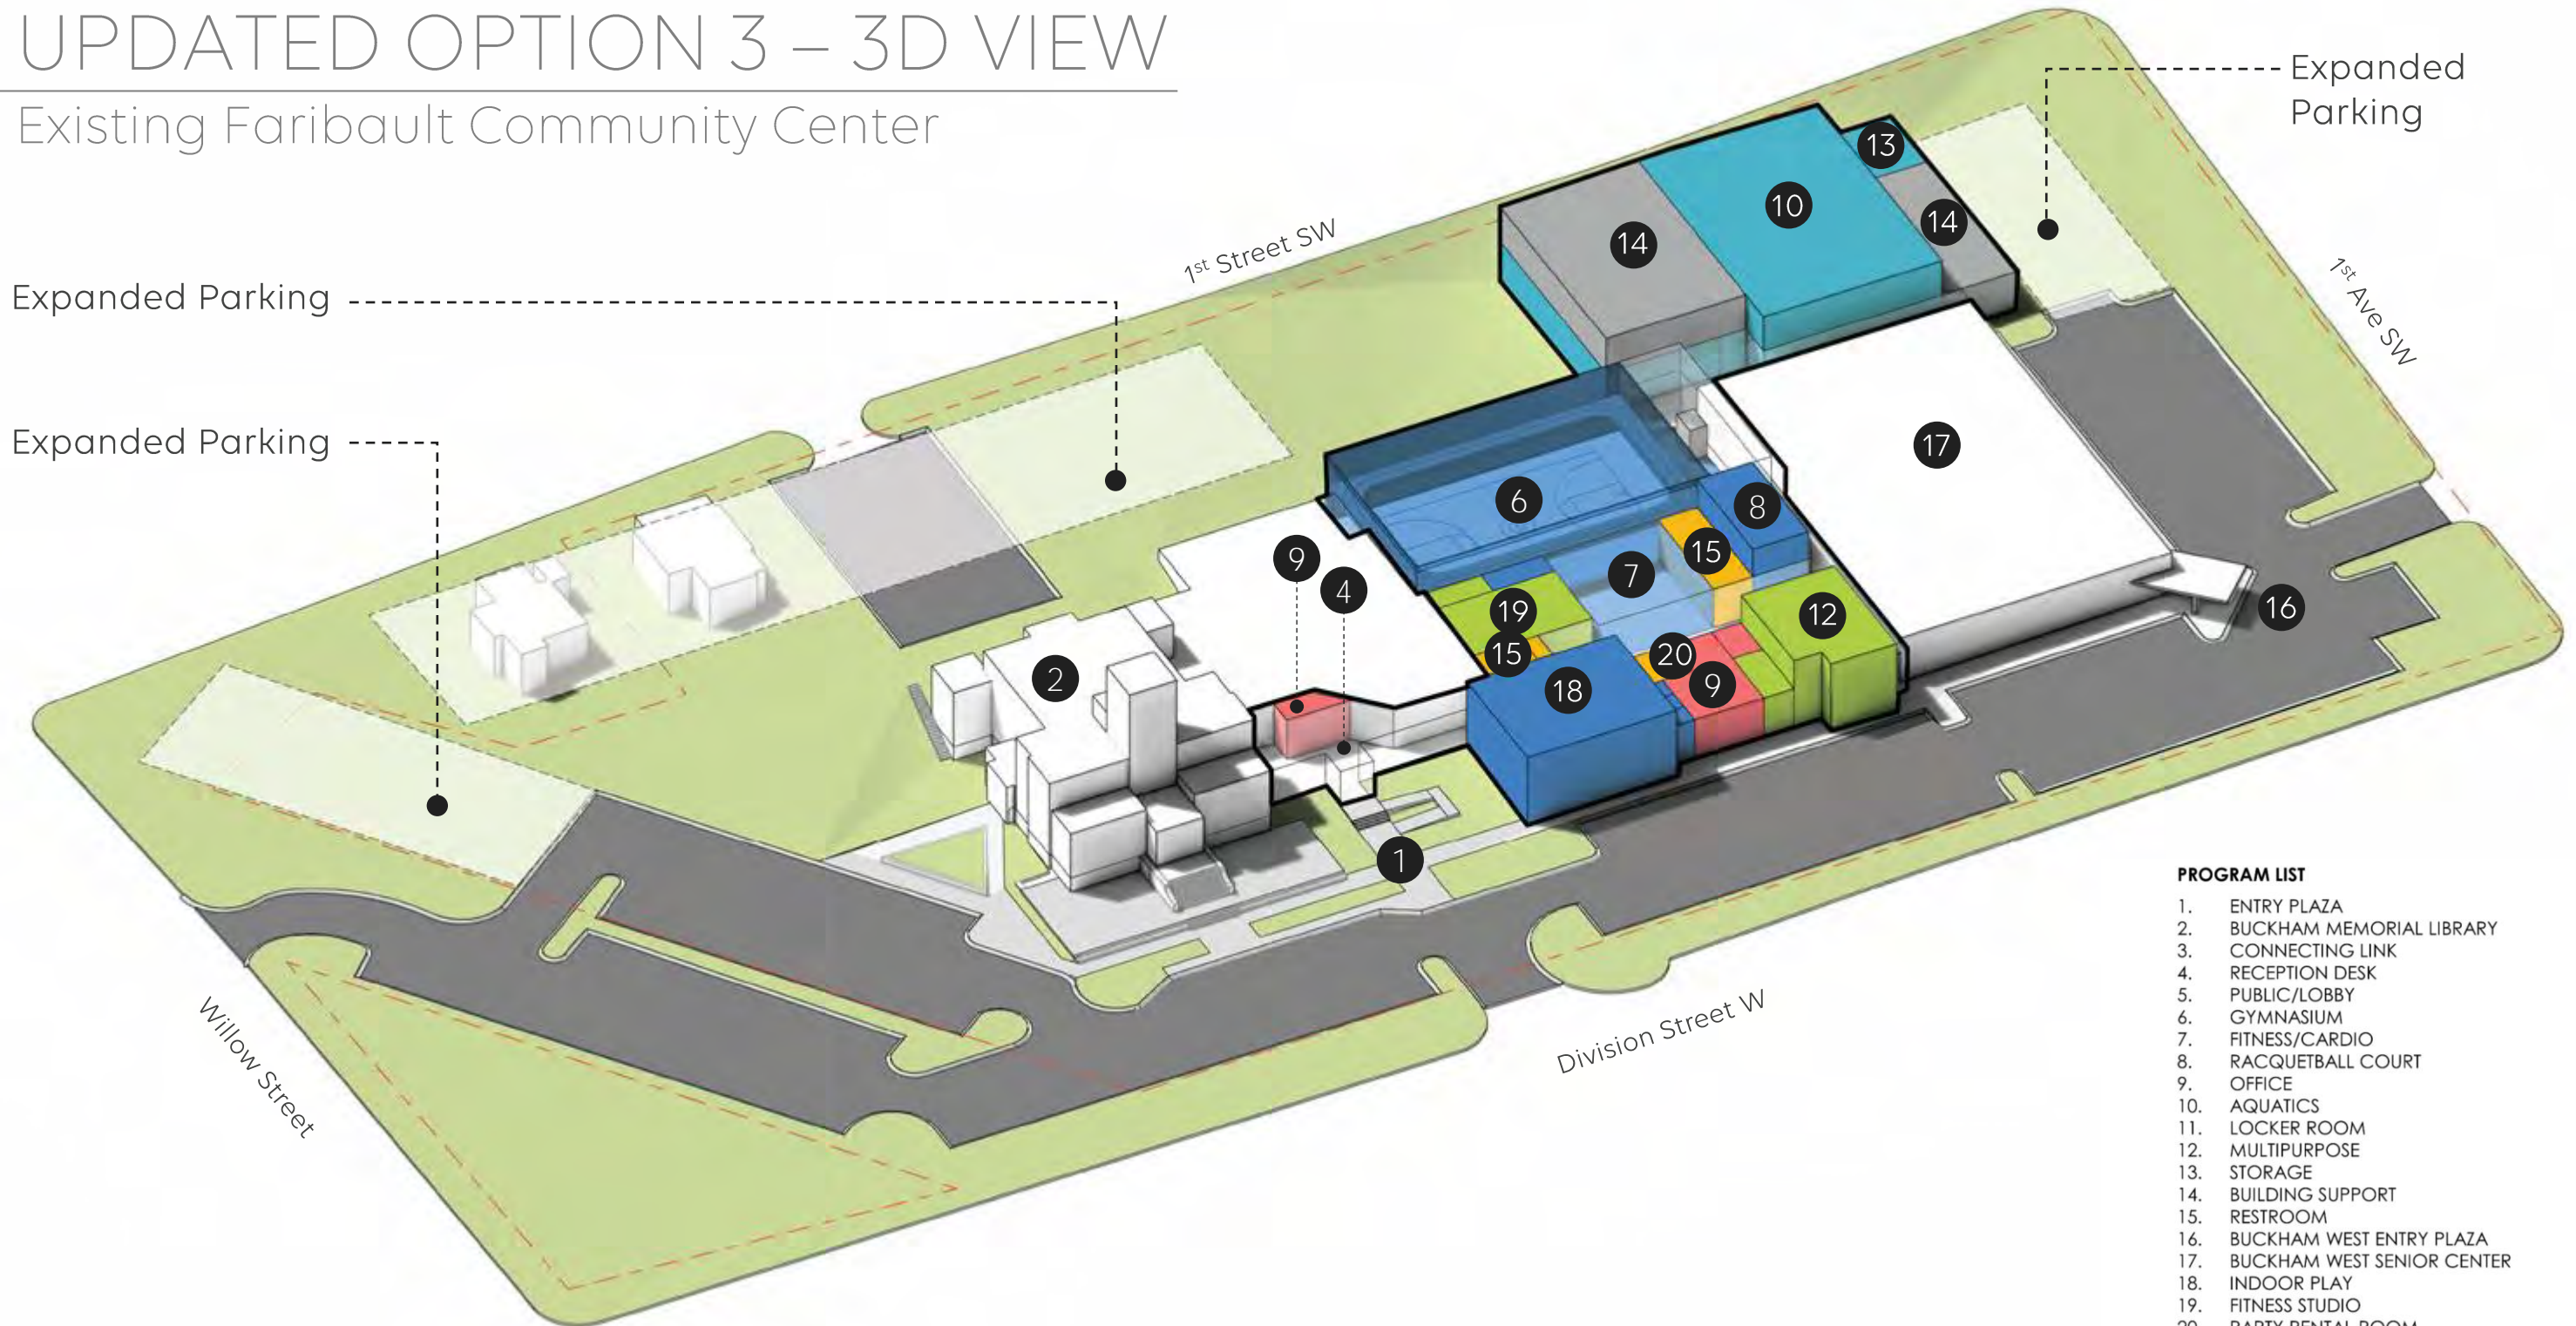 UPDATED OPTION 3 – 3D VIEW
Existing Faribault Community Center
Expanded
Parking
Expanded Parking
Expanded Parking
1st Street SW
1st Ave SW
Willow Street
Division Street W
13
10
14
14
17
6
8
9
15
7
4
19
12
16
15
20
2
18
9
1
PROGRAM LIST
1. ENTRY PLAZA
2. BUCKHAM MEMORIAL LIBRARY
3. CONNECTING LINK
4. RECEPTION DESK
5. PUBLIC/LOBBY
6. GYMNASIUM
7. FITNESS/CARDIO
8. RACQUETBALL COURT
9. OFFICE
10. AQUATICS
11. LOCKER ROOM
12. MULTIPURPOSE
13. STORAGE
14. BUILDING SUPPORT
15. RESTROOM
16. BUCKHAM WEST ENTRY PLAZA
17. BUCKHAM WEST SENIOR CENTER
18. INDOOR PLAY
19. FITNESS STUDIO
20. PARTY RENTAL ROOM